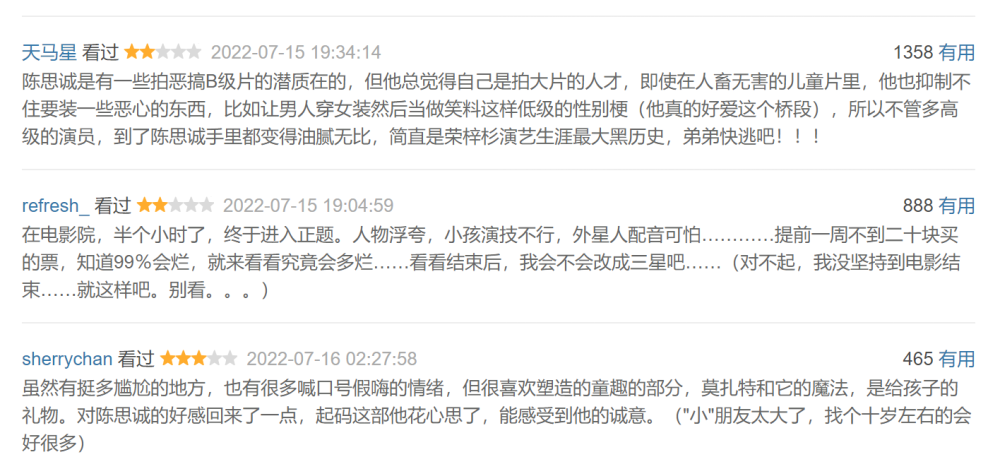 天马星 看过 2022-07-15 19:34:14 1358 有用
陈思诚是有一些拍恶搞B级片的潜质在的，但他总觉得自己是拍大片的人才，即使在人畜无害的儿童片里，他也抑制不
住要装一些恶心的东西，比如让男人穿女装然后当做笑料这样低级的性别梗（他真的好爱这个桥段），所以不管多高
级的演员，到了陈思诚手里都变得油腻无比，简直是荣梓杉演艺生涯最大黑历史，弟弟快逃吧！！！
refresh_ 看过 2022-07-15 19:04:59 888 有用
在电影院，半个小时了，终于进入正题。人物浮夸，小孩演技不行，外星人配音可怕…………提前一周不到二十块买
的票，知道99%会烂，就来看看究竟会多烂……看看结束后，我会不会改成三星吧……（对不起，我没坚持到电影结
束……就这样吧。别看。。。）
sherrychan 看过 2022-07-16 02:27:58 465 有用
虽然有挺多尴尬的地方，也有很多喊口号假嗨的情绪，但很喜欢塑造的童趣的部分，莫扎特和它的魔法，是给孩子的
礼物。对陈思诚的好感回来了一点，起码这部他花心思了，能感受到他的诚意。（"小"朋友太大了，找个十岁左右的会
好很多）